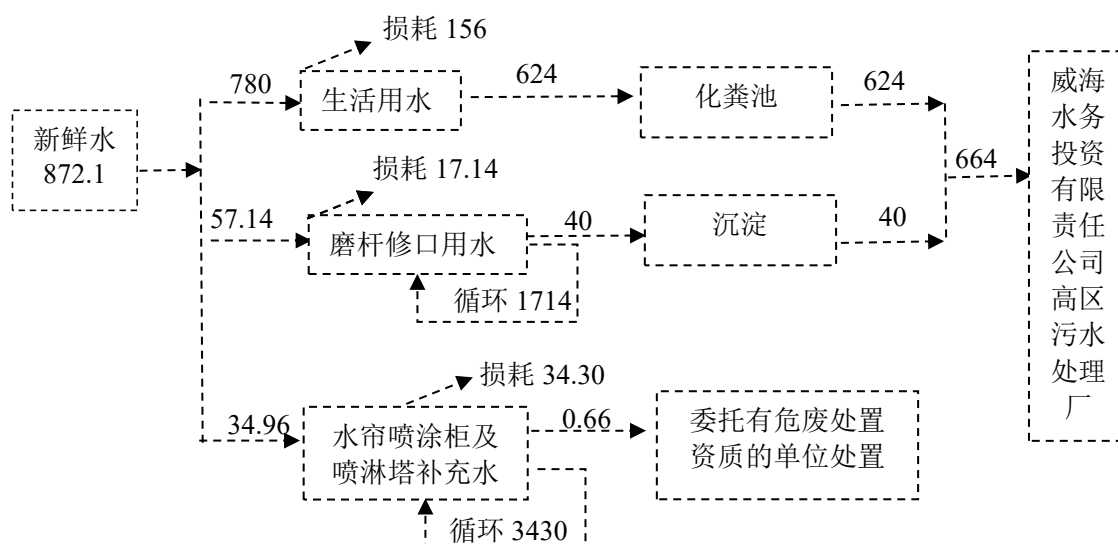 损耗 156
780
生活用水
624
化粪池
624
新鲜水
872.1
损耗 17.14
664
57.14
磨杆修口用水
40
沉淀
40
循环 1714
威海
水务
投资
有限
责任
公司
高区
污水
处理
厂
损耗 34.30
34.96
水帘喷涂柜及
喷淋塔补充水
0.66
委托有危废处置
资质的单位处置
循环 3430